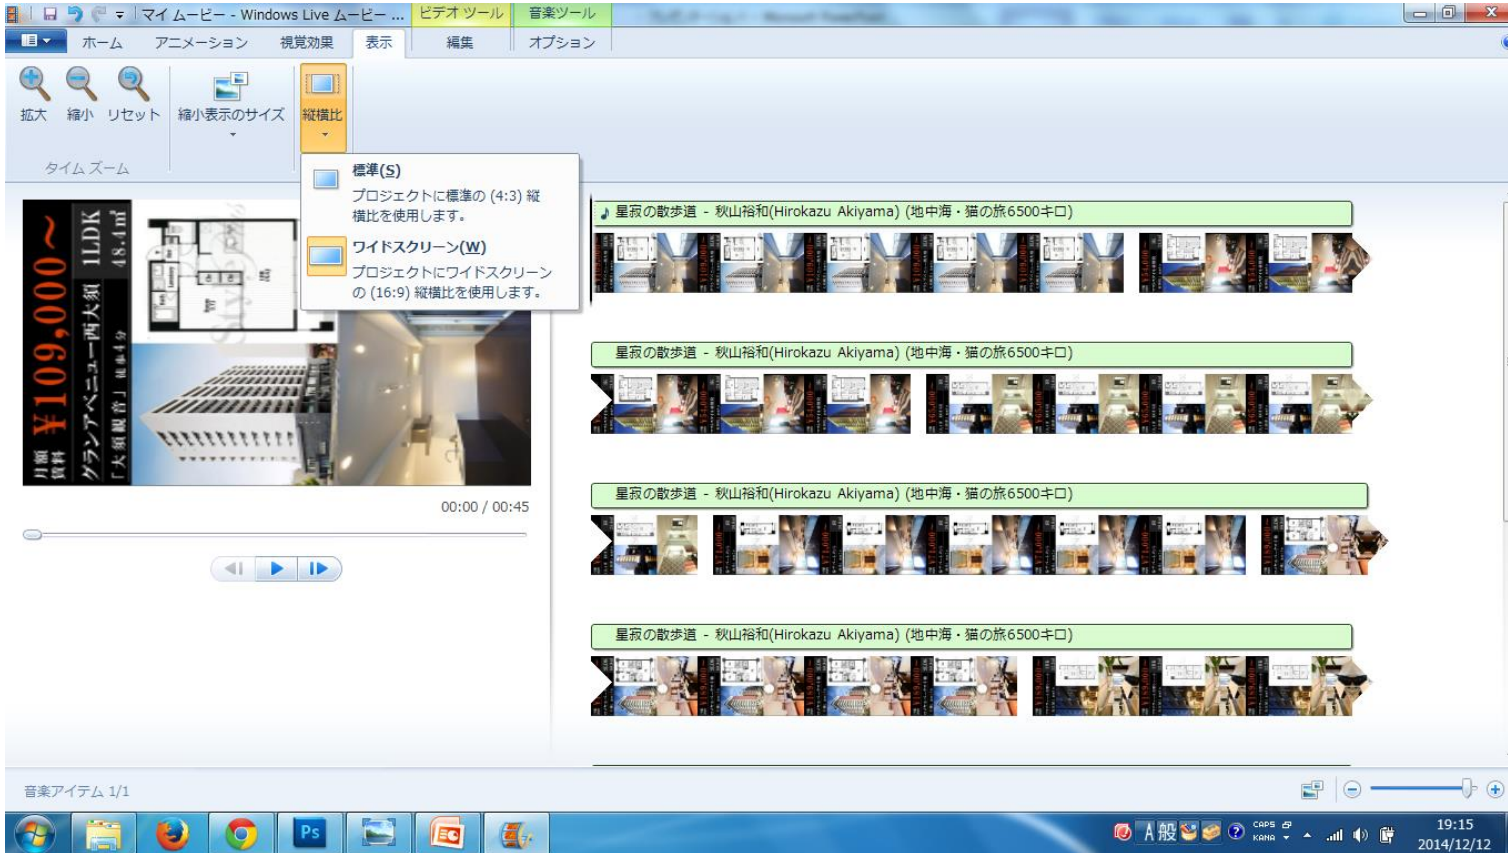 マイ ムービー - Windows Live ムービー ...
ビデオ ツール
音楽ツール
ホーム
アニメーション
視覚効果
表示
編集
オプション
拡大
縮小
リセット
縮小表示のサイズ
縦横比
タイム ズーム
標準(S)
プロジェクトに標準の (4:3) 縦
横比を使用します。
ワイドスクリーン(W)
プロジェクトにワイドスクリーン
の (16:9) 縦横比を使用します。
月額
賃料
¥109,000～
グランアベニュー西大須
1LDK
48.4㎡
「大須観音」徒歩4分
00:00 / 00:45
♪ 星寂の散歩道 - 秋山裕和(Hirokazu Akiyama) (地中海・猫の旅6500キロ)
星寂の散歩道 - 秋山裕和(Hirokazu Akiyama) (地中海・猫の旅6500キロ)
星寂の散歩道 - 秋山裕和(Hirokazu Akiyama) (地中海・猫の旅6500キロ)
星寂の散歩道 - 秋山裕和(Hirokazu Akiyama) (地中海・猫の旅6500キロ)
音楽アイテム 1/1
Ps
A 般
CAPS
KANA
19:15
2014/12/12